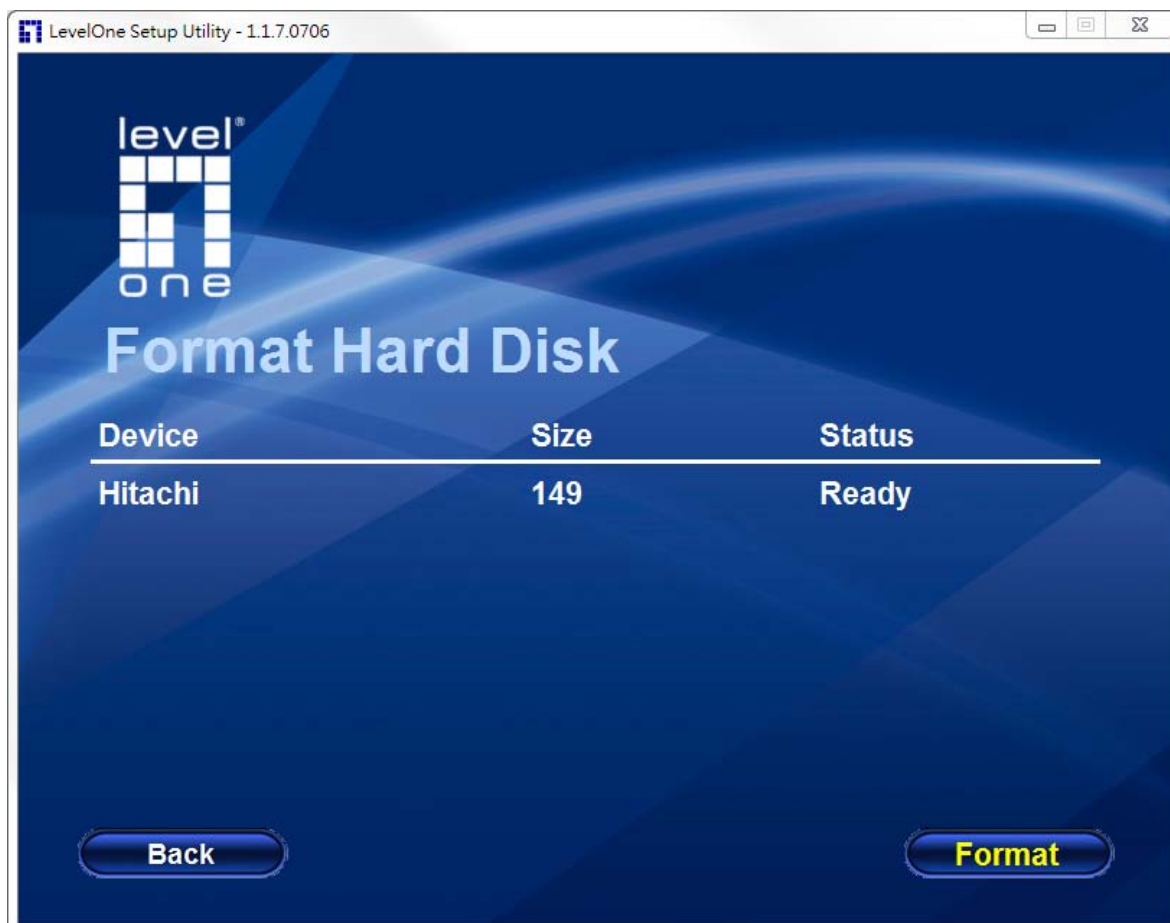 LevelOne Setup Utility - 1.1.7.0706
level®
one
Format Hard Disk
Device Size Status
Hitachi 149 Ready
Back Format